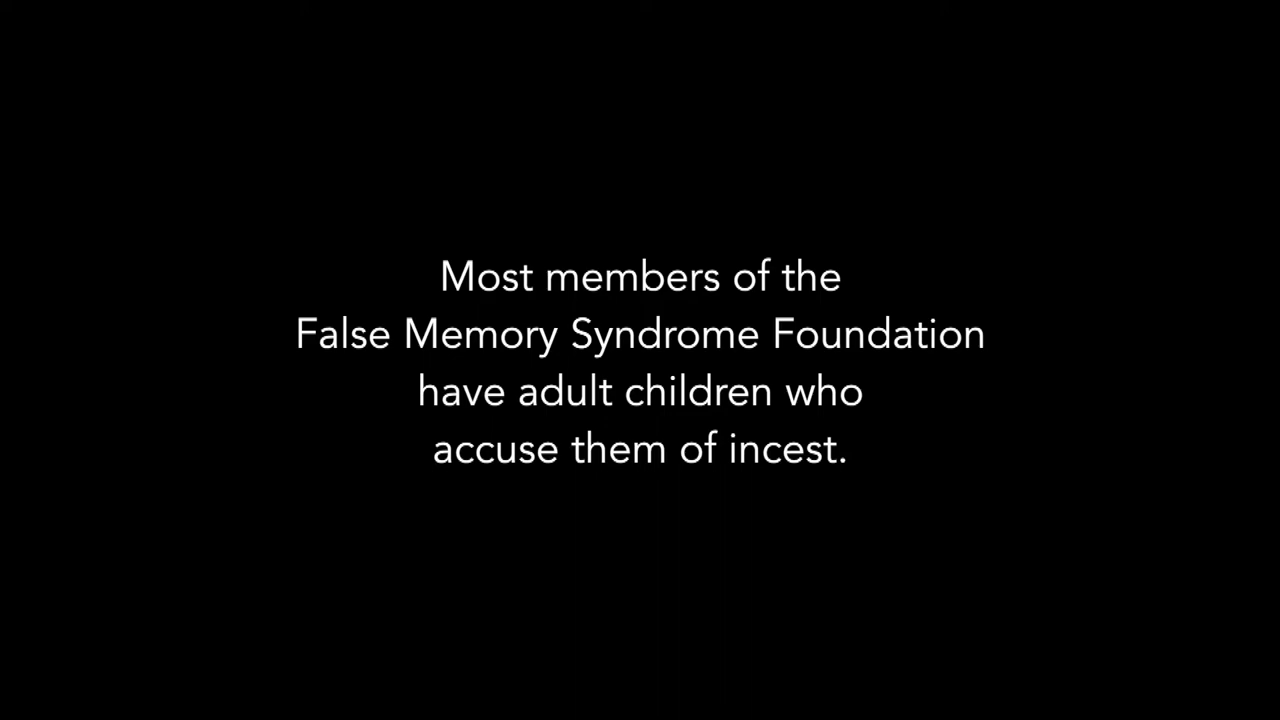 Most members of the
False Memory Syndrome Foundation
have adult children who
accuse them of incest.